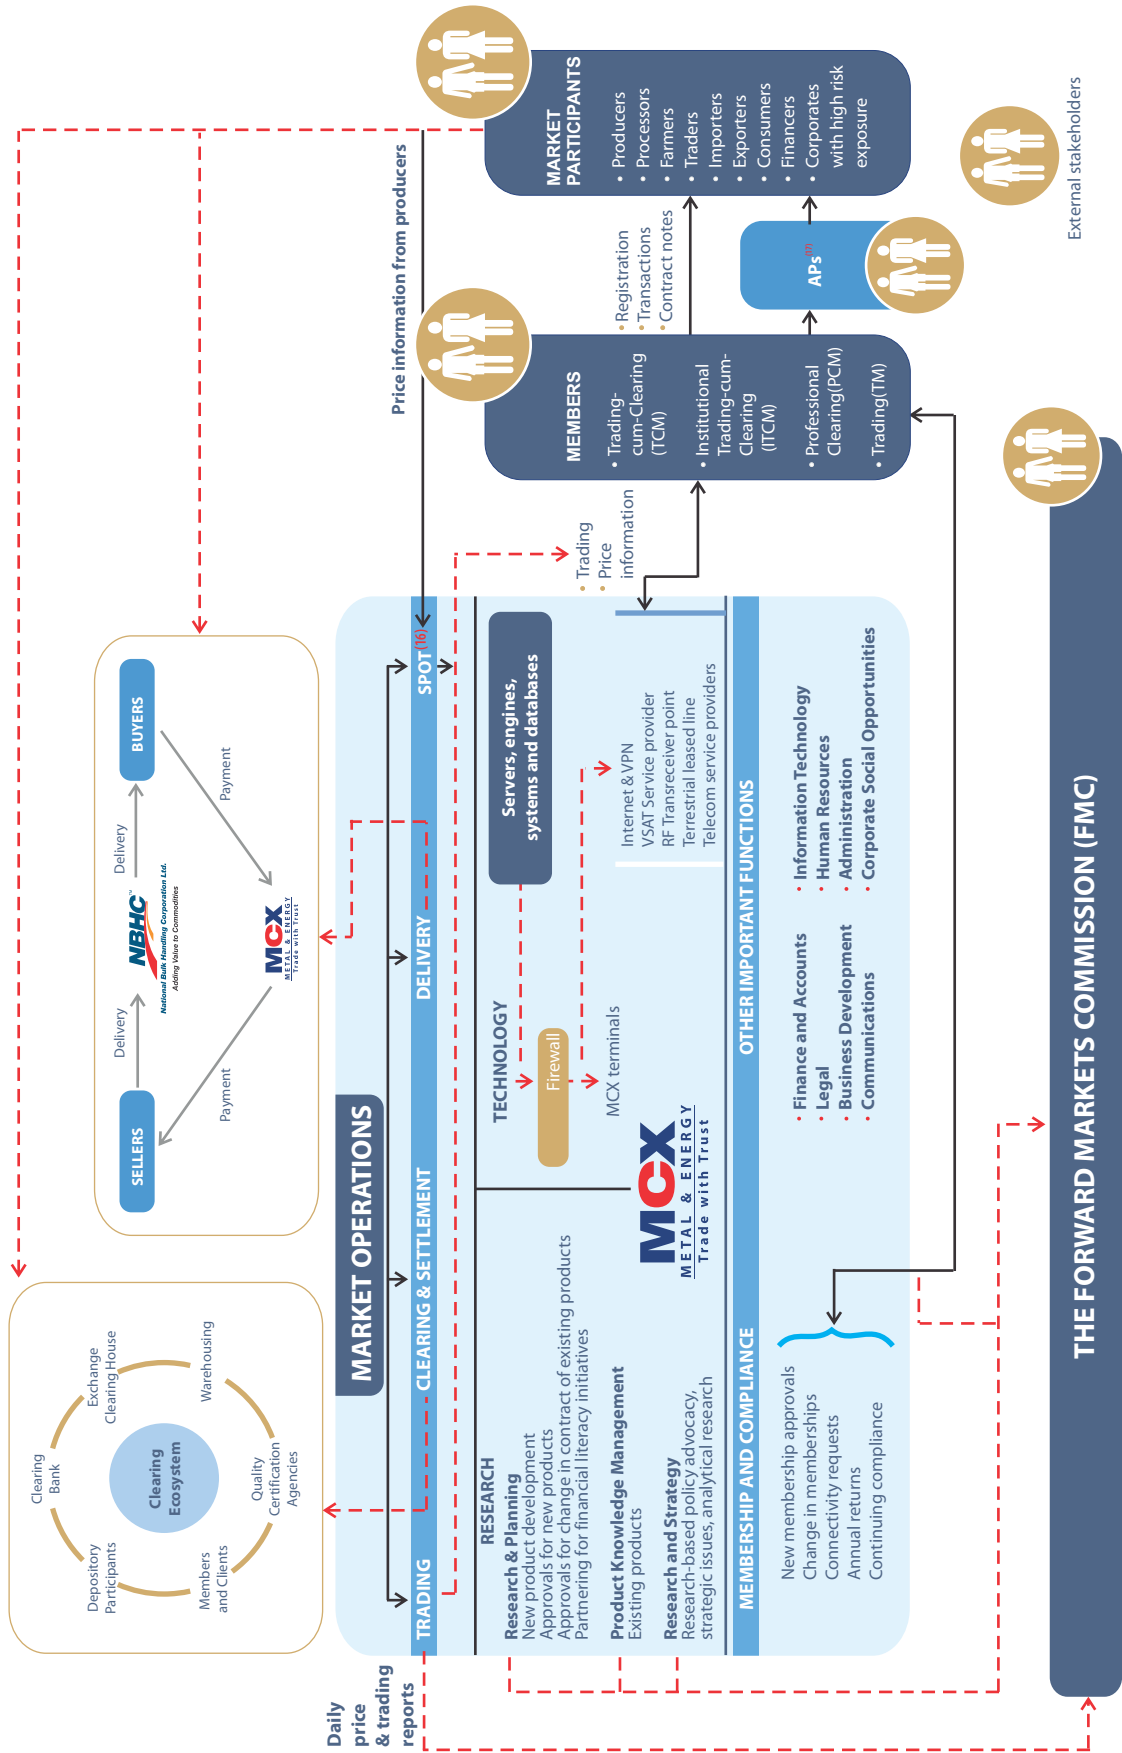 Clearing
Bank
Exchange
Clearing House
Depository
Participants
Clearing
Ecosystem
Warehousing
Members
and Clients
Quality
Certification
Agencies
SELLERS
Delivery
NBHC™
National Bulk Handling Corporation Ltd.
Adding Value to Commodities
Delivery
BUYERS
Payment
Payment
MCX
METAL & ENERGY
Trade with Trust
Price information from producers
Daily
price
& trading
reports
MARKET OPERATIONS
TRADING
CLEARING & SETTLEMENT
DELIVERY
SPOT(16)
RESEARCH
Research & Planning
New product development
Approvals for new products
Approvals for change in contract of existing products
Partnering for financial literacy initiatives
Product Knowledge Management
Existing products
Research and Strategy
Research-based policy advocacy,
strategic issues, analytical research
MCX
METAL & ENERGY
Trade with Trust
TECHNOLOGY
Servers, engines,
systems and databases
Firewall
MCX terminals
Internet & VPN
VSAT Service provider
RF Transreceiver point
Terrestrial leased line
Telecom service providers
• Trading
• Price
information
MEMBERSHIP AND COMPLIANCE
New membership approvals
Change in memberships
Connectivity requests
Annual returns
Continuing compliance
OTHER IMPORTANT FUNCTIONS
• Finance and Accounts
• Legal
• Business Development
• Communications
• Information Technology
• Human Resources
• Administration
• Corporate Social Opportunities
MEMBERS
• Trading-
cum-Clearing
(TCM)
• Institutional
Trading-cum-
Clearing
(ITCM)
• Professional
Clearing(PCM)
• Trading(TM)
• Registration
• Transactions
• Contract notes
APs(17)
MARKET
PARTICIPANTS
• Producers
• Processors
• Farmers
• Traders
• Importers
• Exporters
• Consumers
• Financers
• Corporates
with high risk
exposure
External stakeholders
THE FORWARD MARKETS COMMISSION (FMC)